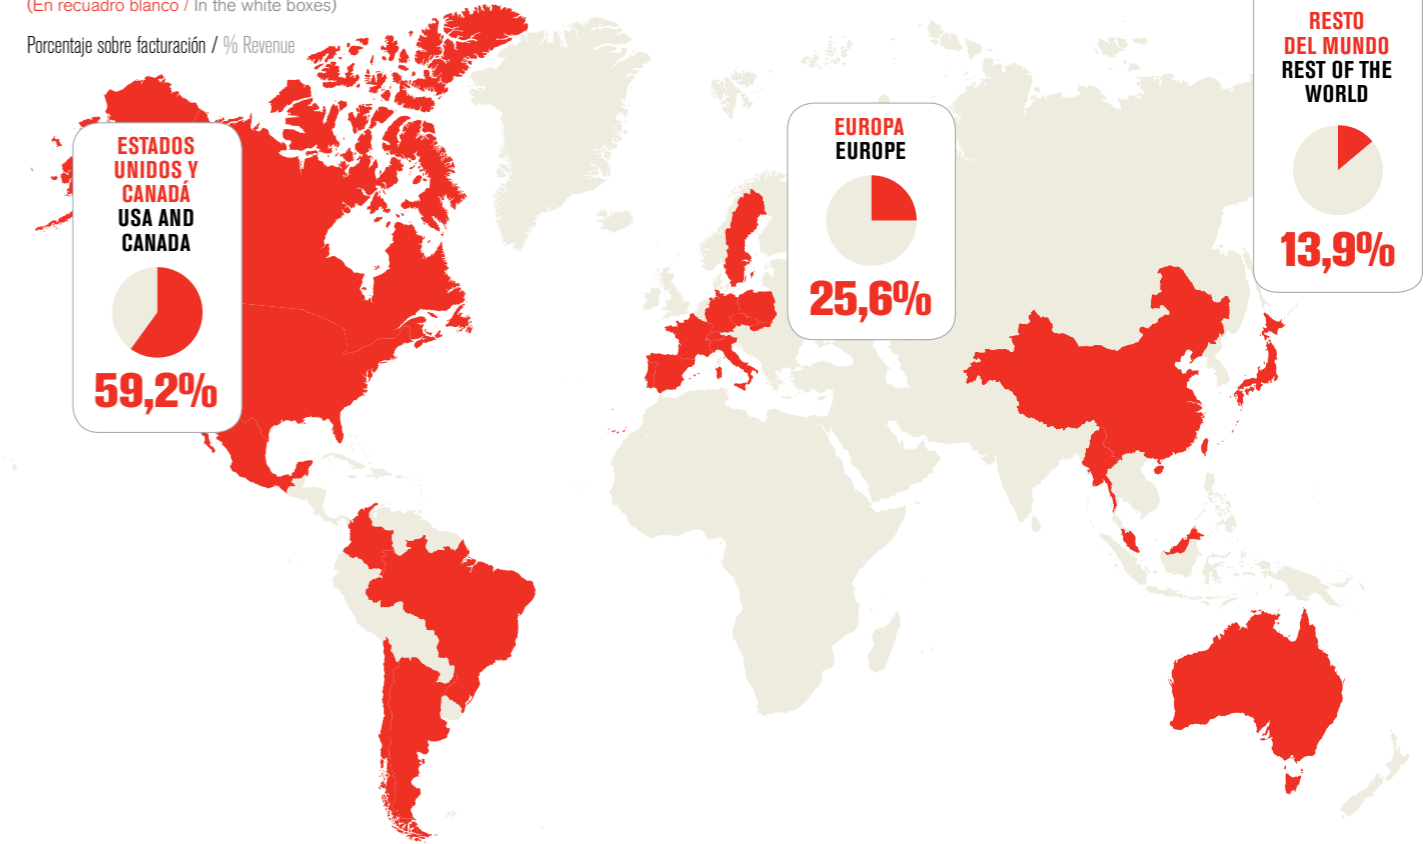 (En recuadro blanco / In the white boxes)
Porcentaje sobre facturación / % Revenue
ESTADOS
UNIDOS Y
CANADÁ
USA AND
CANADA
59,2%
EUROPA
EUROPE
25,6%
RESTO
DEL MUNDO
REST OF THE
WORLD
13,9%